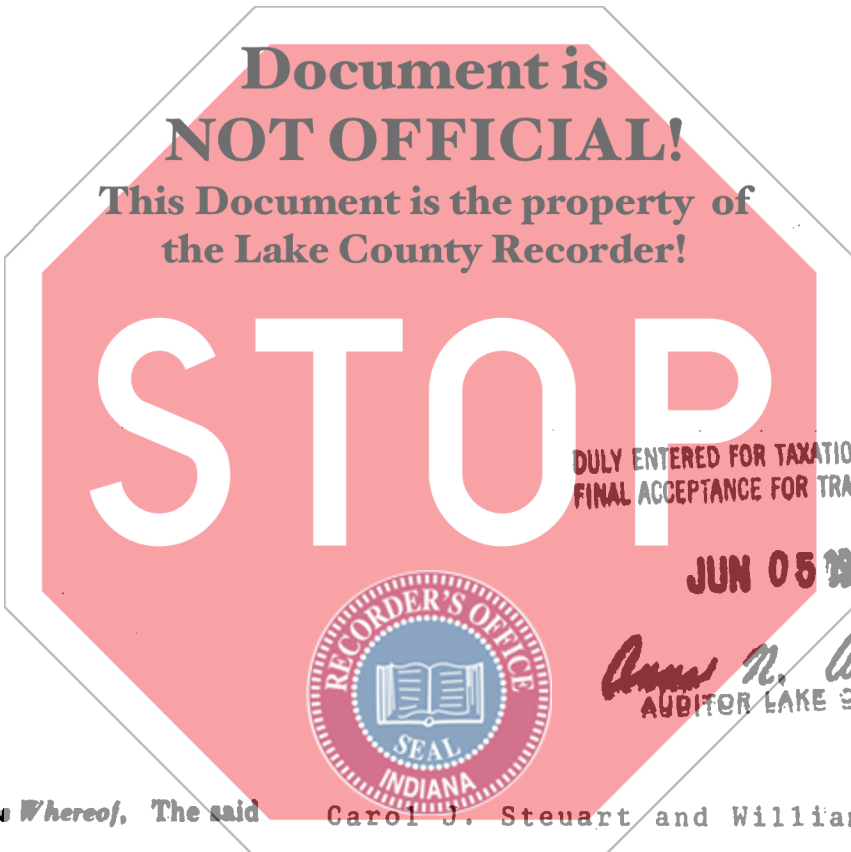 Document is
NOT OFFICIAL!
This Document is the property of
the Lake County Recorder!
STOP
DULY ENTERED FOR TAXATIO
FINAL ACCEPTANCE FOR TRA
JUN 05
N.
AUDITOR LAKE
RECORDER'S OFFICE
SEAL
INDIANA
Whereof, The said Carol J. Steuart and William